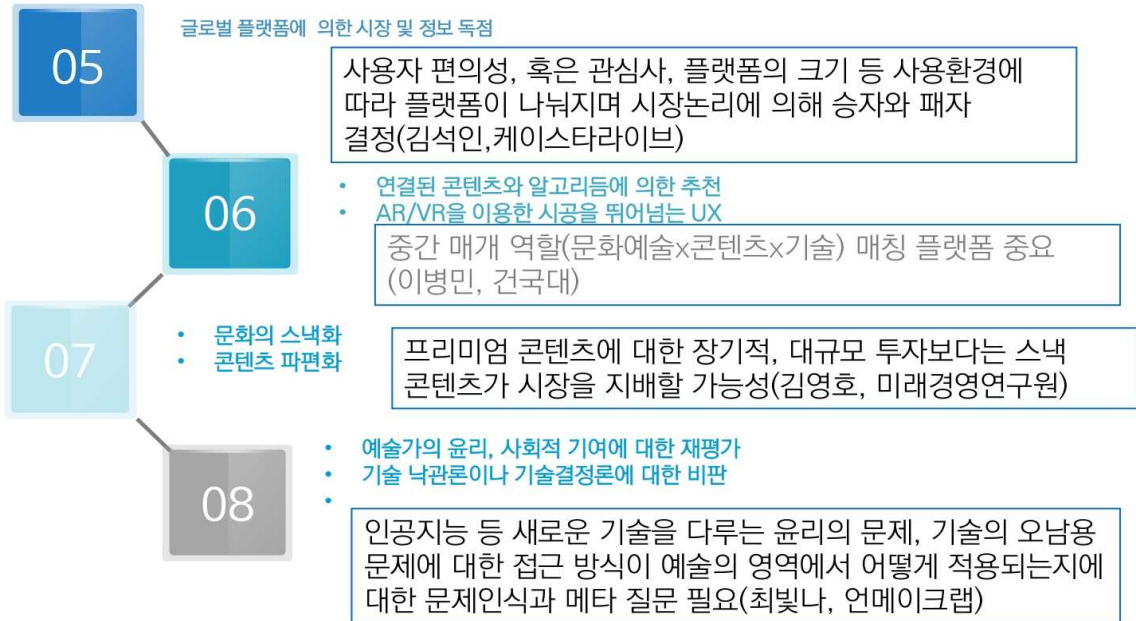 05
글로벌 플랫폼에 의한 시장 및 정보 독점
사용자 편의성, 혹은 관심사, 플랫폼의 크기 등 사용환경에
따라 플랫폼이 나눠지며 시장논리에 의해 승자와 패자
결정(김석인,케이스타라이브)
06
• 연결된 콘텐츠와 알고리듬에 의한 추천
• AR/VR을 이용한 시공을 뛰어넘는 UX
중간 매개 역할(문화예술x콘텐츠x기술) 매칭 플랫폼 중요
(이병민, 건국대)
07
• 문화의 스낵화
• 콘텐츠 파편화
프리미엄 콘텐츠에 대한 장기적, 대규모 투자보다는 스낵
콘텐츠가 시장을 지배할 가능성(김영호, 미래경영연구원)
08
• 예술가의 윤리, 사회적 기여에 대한 재평가
• 기술 낙관론이나 기술결정론에 대한 비판
•
인공지능 등 새로운 기술을 다루는 윤리의 문제, 기술의 오남용
문제에 대한 접근 방식이 예술의 영역에서 어떻게 적용되는지에
대한 문제인식과 메타 질문 필요(최빛나, 언메이크랩)